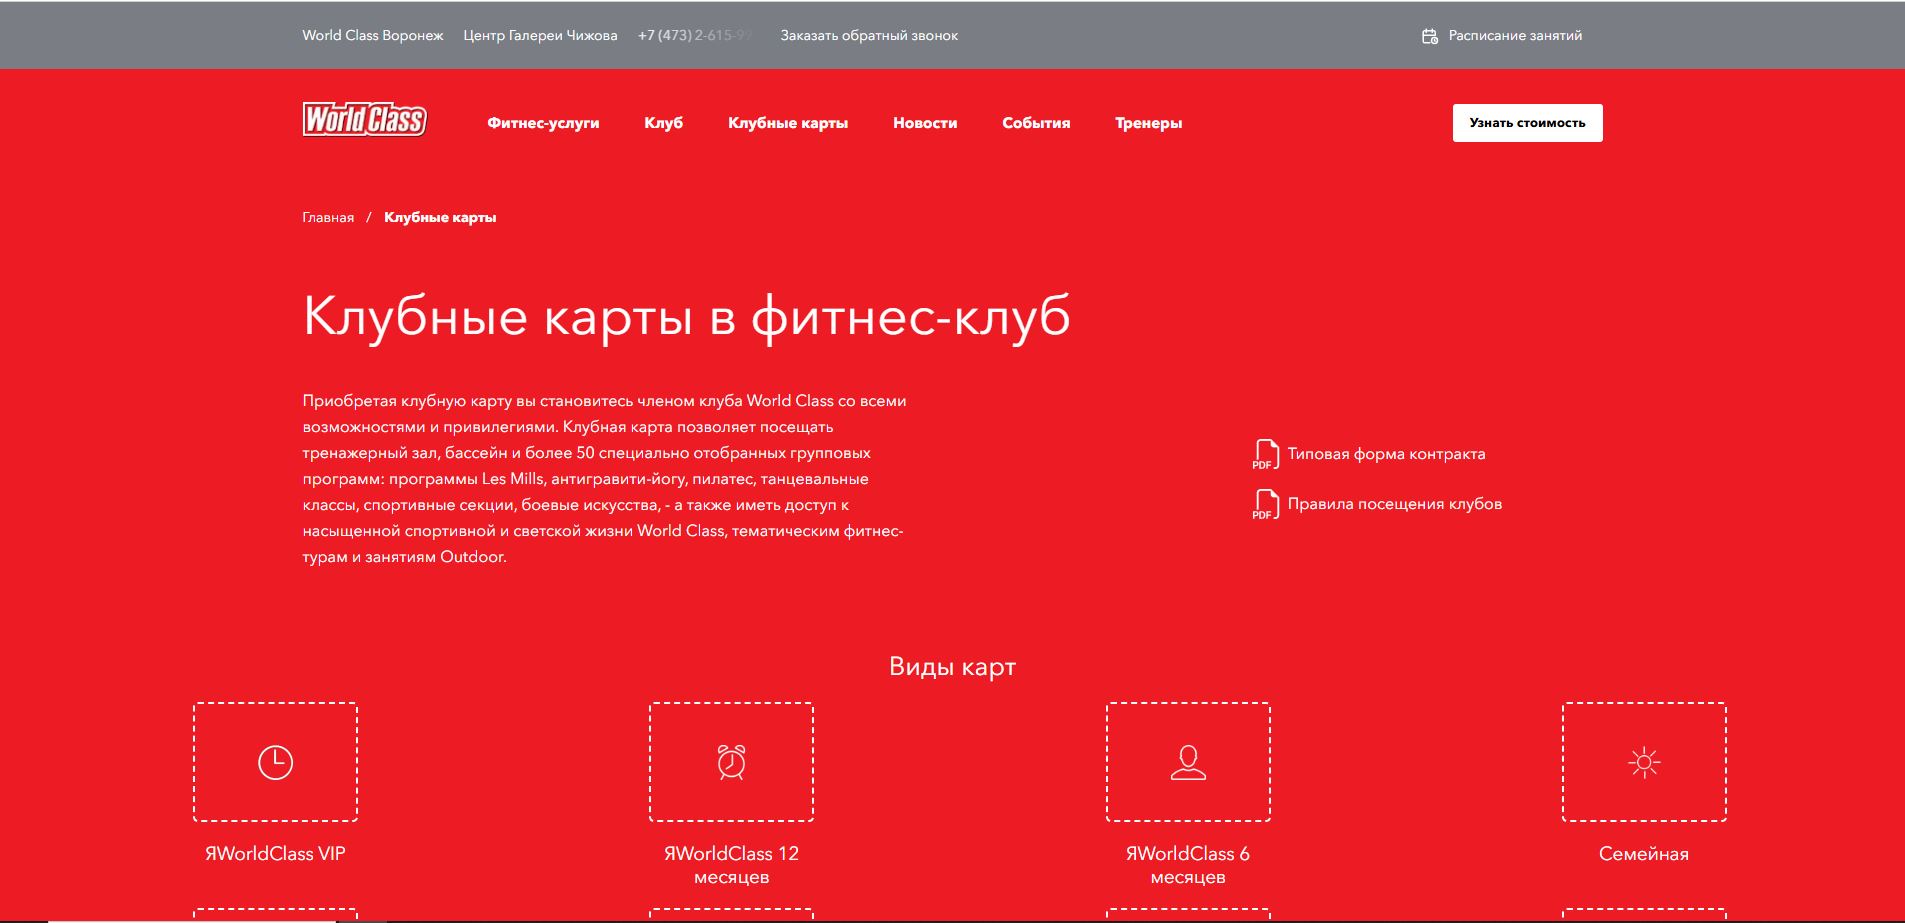 World Class Воронеж Центр Галереи Чижова +7 (473) 2-615-99 Заказать обратный звонок Расписание занятий
World Class Фитнес-услуги Клуб Клубные карты Новости События Тренеры Узнать стоимость
Главная / Клубные карты
Клубные карты в фитнес-клуб
Приобретая клубную карту вы становитесь членом клуба World Class со всеми
возможностями и привилегиями. Клубная карта позволяет посещать
тренажерный зал, бассейн и более 50 специально отобранных групповых
программ: программы Les Mills, антигравити-йогу, пилатес, танцевальные
классы, спортивные секции, боевые искусства, - а также иметь доступ к
насыщенной спортивной и светской жизни World Class, тематическим фитнес-
турам и занятиям Outdoor.
PDF Типовая форма контракта
PDF Правила посещения клубов
Виды карт
ЯWorldClass VIP
ЯWorldClass 12
месяцев
ЯWorldClass 6
месяцев
Семейная